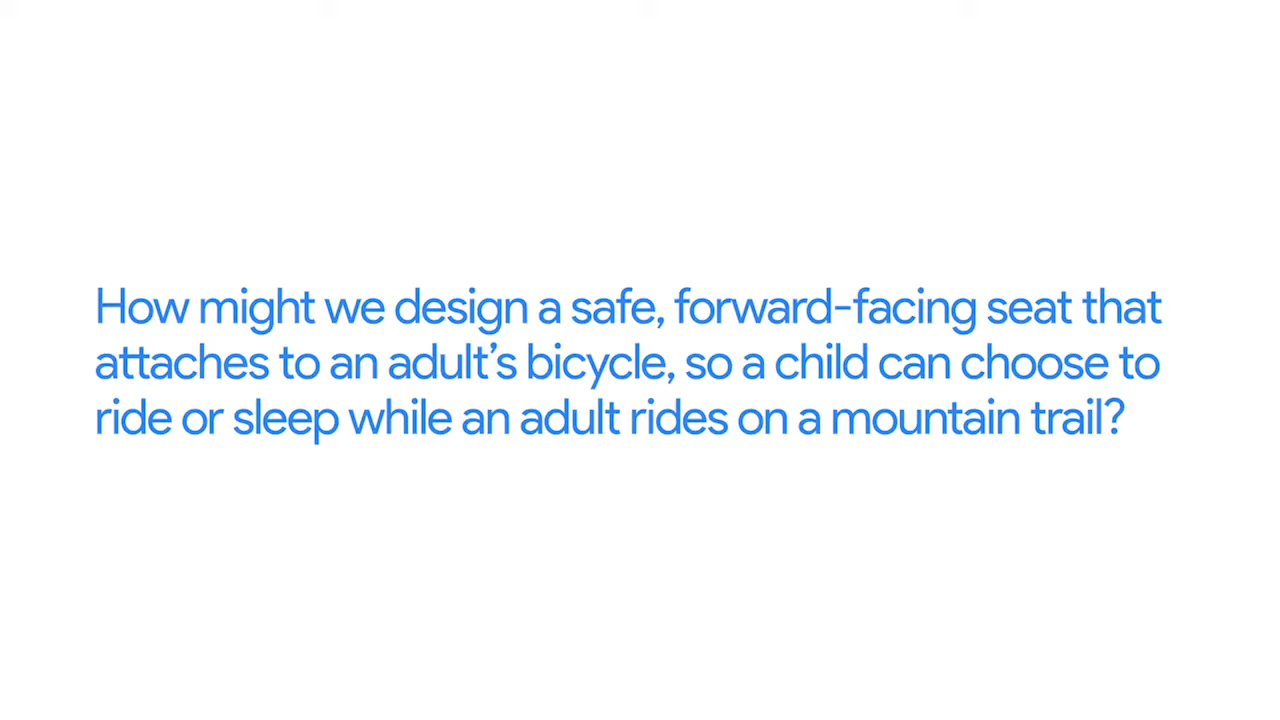 How might we design a safe, forward-facing seat that
attaches to an adult’s bicycle, so a child can choose to
ride or sleep while an adult rides on a mountain trail?